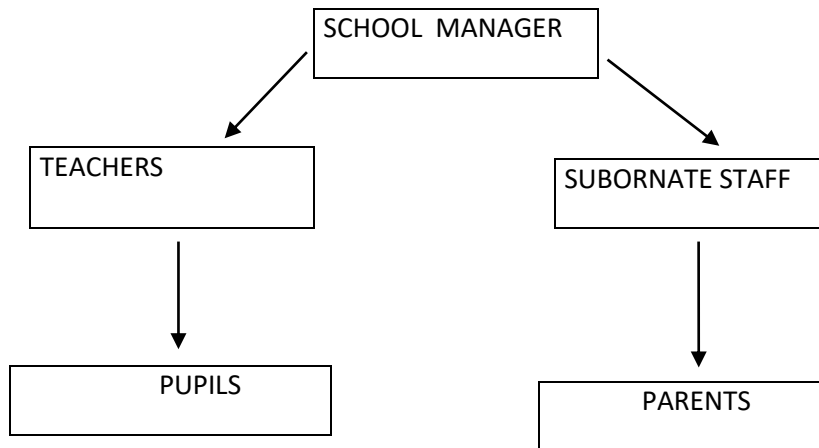 SCHOOL  MANAGER
TEACHERS
SUBORNATE STAFF
PUPILS
PARENTS